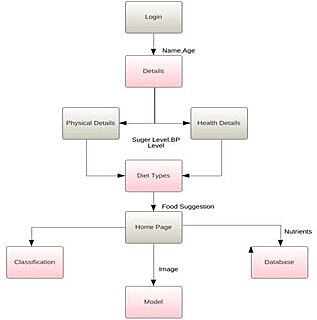 Login
Name,Age
Details
Physical Details
Health Details
Suger Level,BP
Level
Diet Types
Food Suggestion
Home Page
Nutrients
Classification
Image
Database
Model